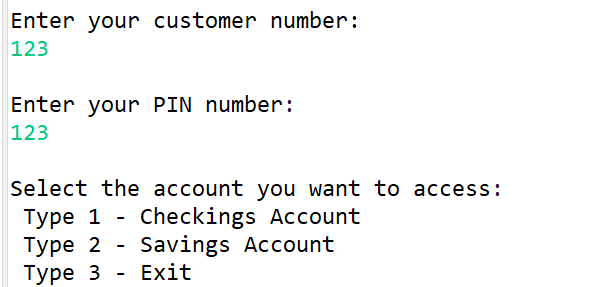 Enter your customer number:
123
Enter your PIN number:
123
Select the account you want to access:
Type 1 - Checkings Account
Type 2 - Savings Account
Type 3 - Exit